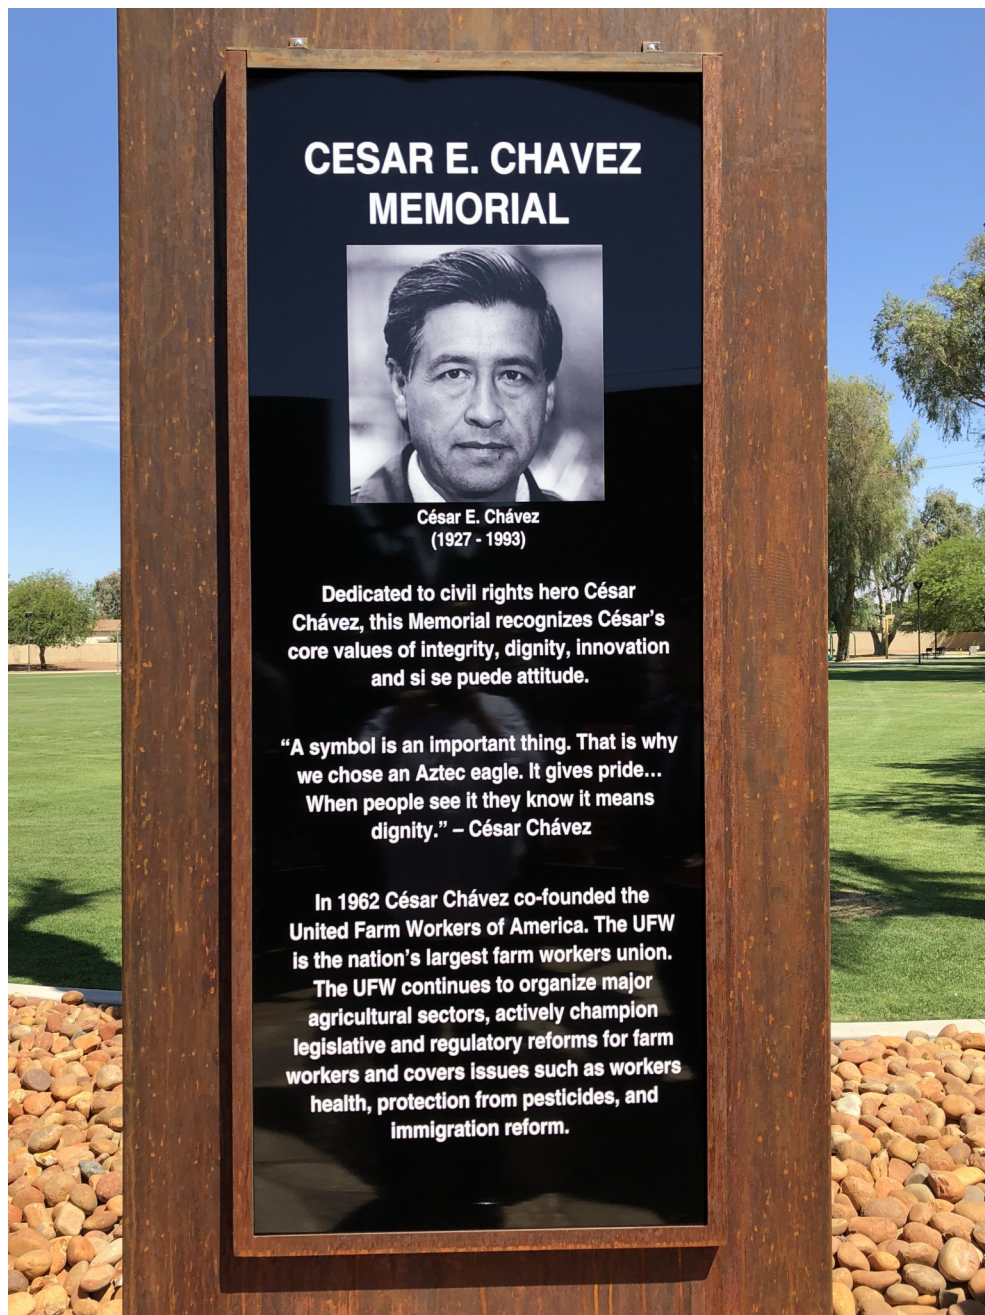 CESAR E. CHAVEZ
MEMORIAL
César E. Chávez
(1927 - 1993)
Dedicated to civil rights hero César
Chávez, this Memorial recognizes César's
core values of integrity, dignity, innovation
and si se puede attitude.
“A symbol is an important thing. That is why
we chose an Aztec eagle. It gives pride...
When people see it they know it means
dignity.” – César Chávez
In 1962 César Chávez co-founded the
United Farm Workers of America. The UFW
is the nation's largest farm workers union.
The UFW continues to organize major
agricultural sectors, actively champion
legislative and regulatory reforms for farm
workers and covers issues such as workers
health, protection from pesticides, and
immigration reform.